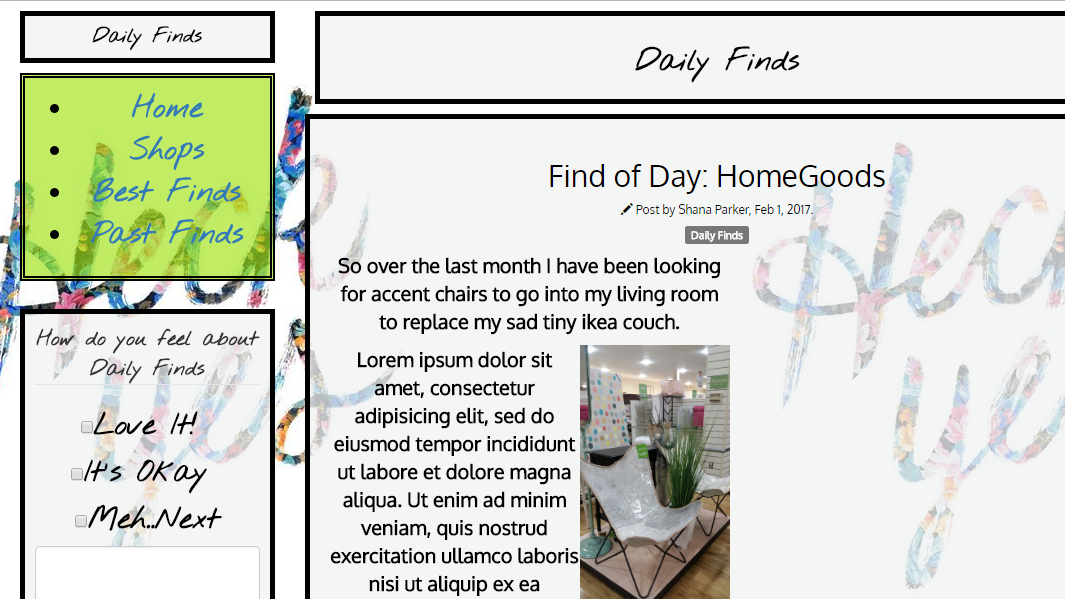 Daily Finds
Home
Shops
Best Finds
Past Finds
How do you feel about
Daily Finds
Love It!
It's OKay
Meh..Next
Daily Finds
Find of Day: HomeGoods
Post by Shana Parker, Feb 1, 2017.
Daily Finds
So over the last month I have been looking
for accent chairs to go into my living room
to replace my sad tiny ikea couch.
Lorem ipsum dolor sit
amet, consectetur
adipisicing elit, sed do
eiusmod tempor incididunt
ut labore et dolore magna
aliqua. Ut enim ad minim
veniam, quis nostrud
exercitation ullamco laboris
nisi ut aliquip ex ea